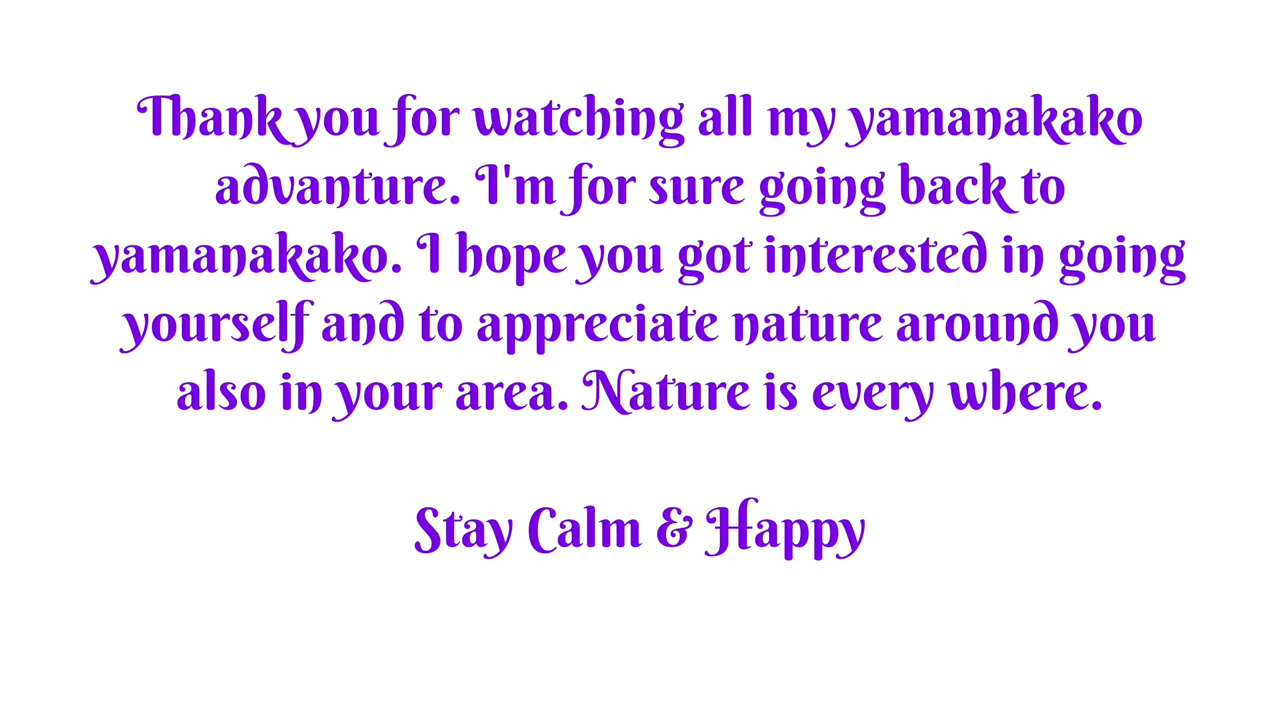 Thank you for watching all my yamanakako
advanture. I'm for sure going back to
yamanakako. I hope you got interested in going
yourself and to appreciate nature around you
also in your area. Nature is every where.
Stay Calm & Happy